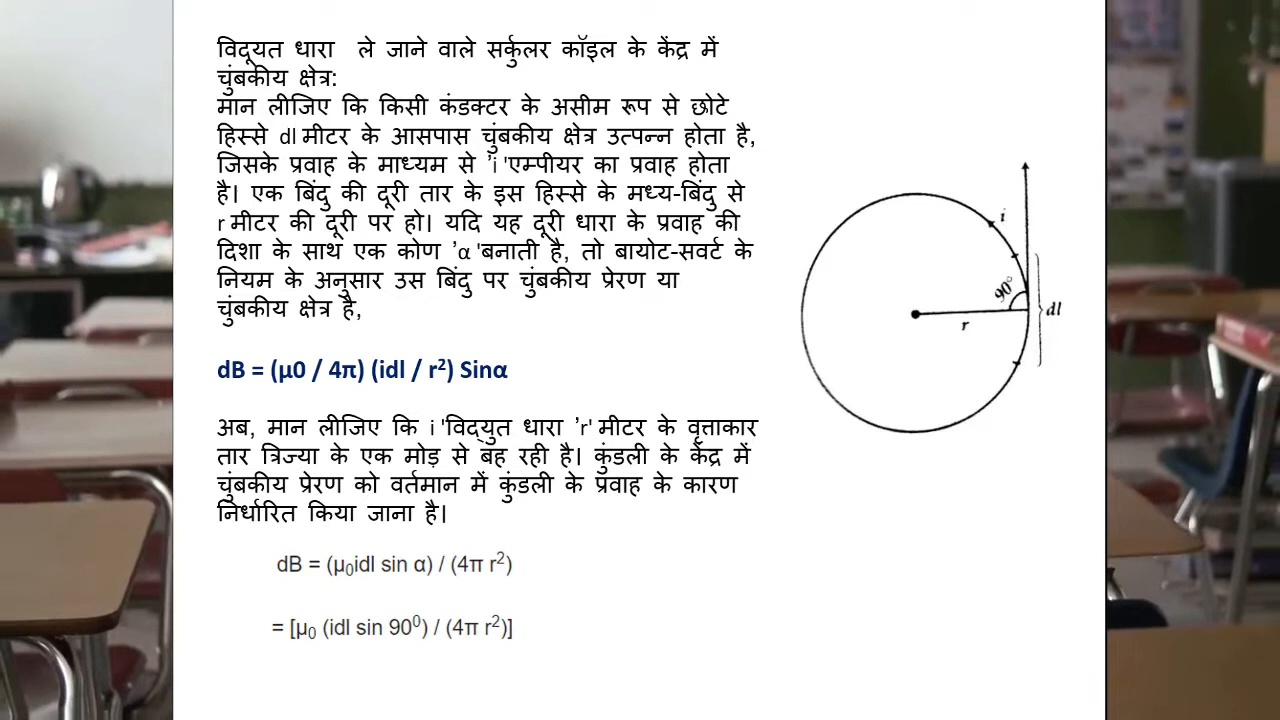 विदूयत धारा ले जाने वाले सर्कुलर कॉइल के केंद्र में
चुंबकीय क्षेत्र:
मान लीजिए कि किसी कंडक्टर के असीम रूप से छोटे
हिस्से dl मीटर के आसपास चुंबकीय क्षेत्र उत्पन्न होता है,
जिसके प्रवाह के माध्यम से 'i 'एम्पीयर का प्रवाह होता
है। एक बिंदु की दूरी तार के इस हिस्से के मध्य-बिंदु से
r मीटर की दूरी पर हो। यदि यह दूरी धारा के प्रवाह की
दिशा के साथ एक कोण 'α 'बनाती है, तो बायोट-सवर्ट के
नियम के अनुसार उस बिंदु पर चुंबकीय प्रेरण या
चुंबकीय क्षेत्र है,
dB = (μ0 / 4π) (idl / r²) Sinα
अब, मान लीजिए कि i 'विद्युत धारा 'r' मीटर के वृत्ताकार
तार त्रिज्या के एक मोड़ से बह रही है। कुंडली के केंद्र में
चुंबकीय प्रेरण को वर्तमान में कुंडली के प्रवाह के कारण
निर्धारित किया जाना है।
dB = (μ₀idl sin α) / (4π r²)
= [μ₀ (idl sin 90⁰) / (4π r²)]
i
90°
r
dl